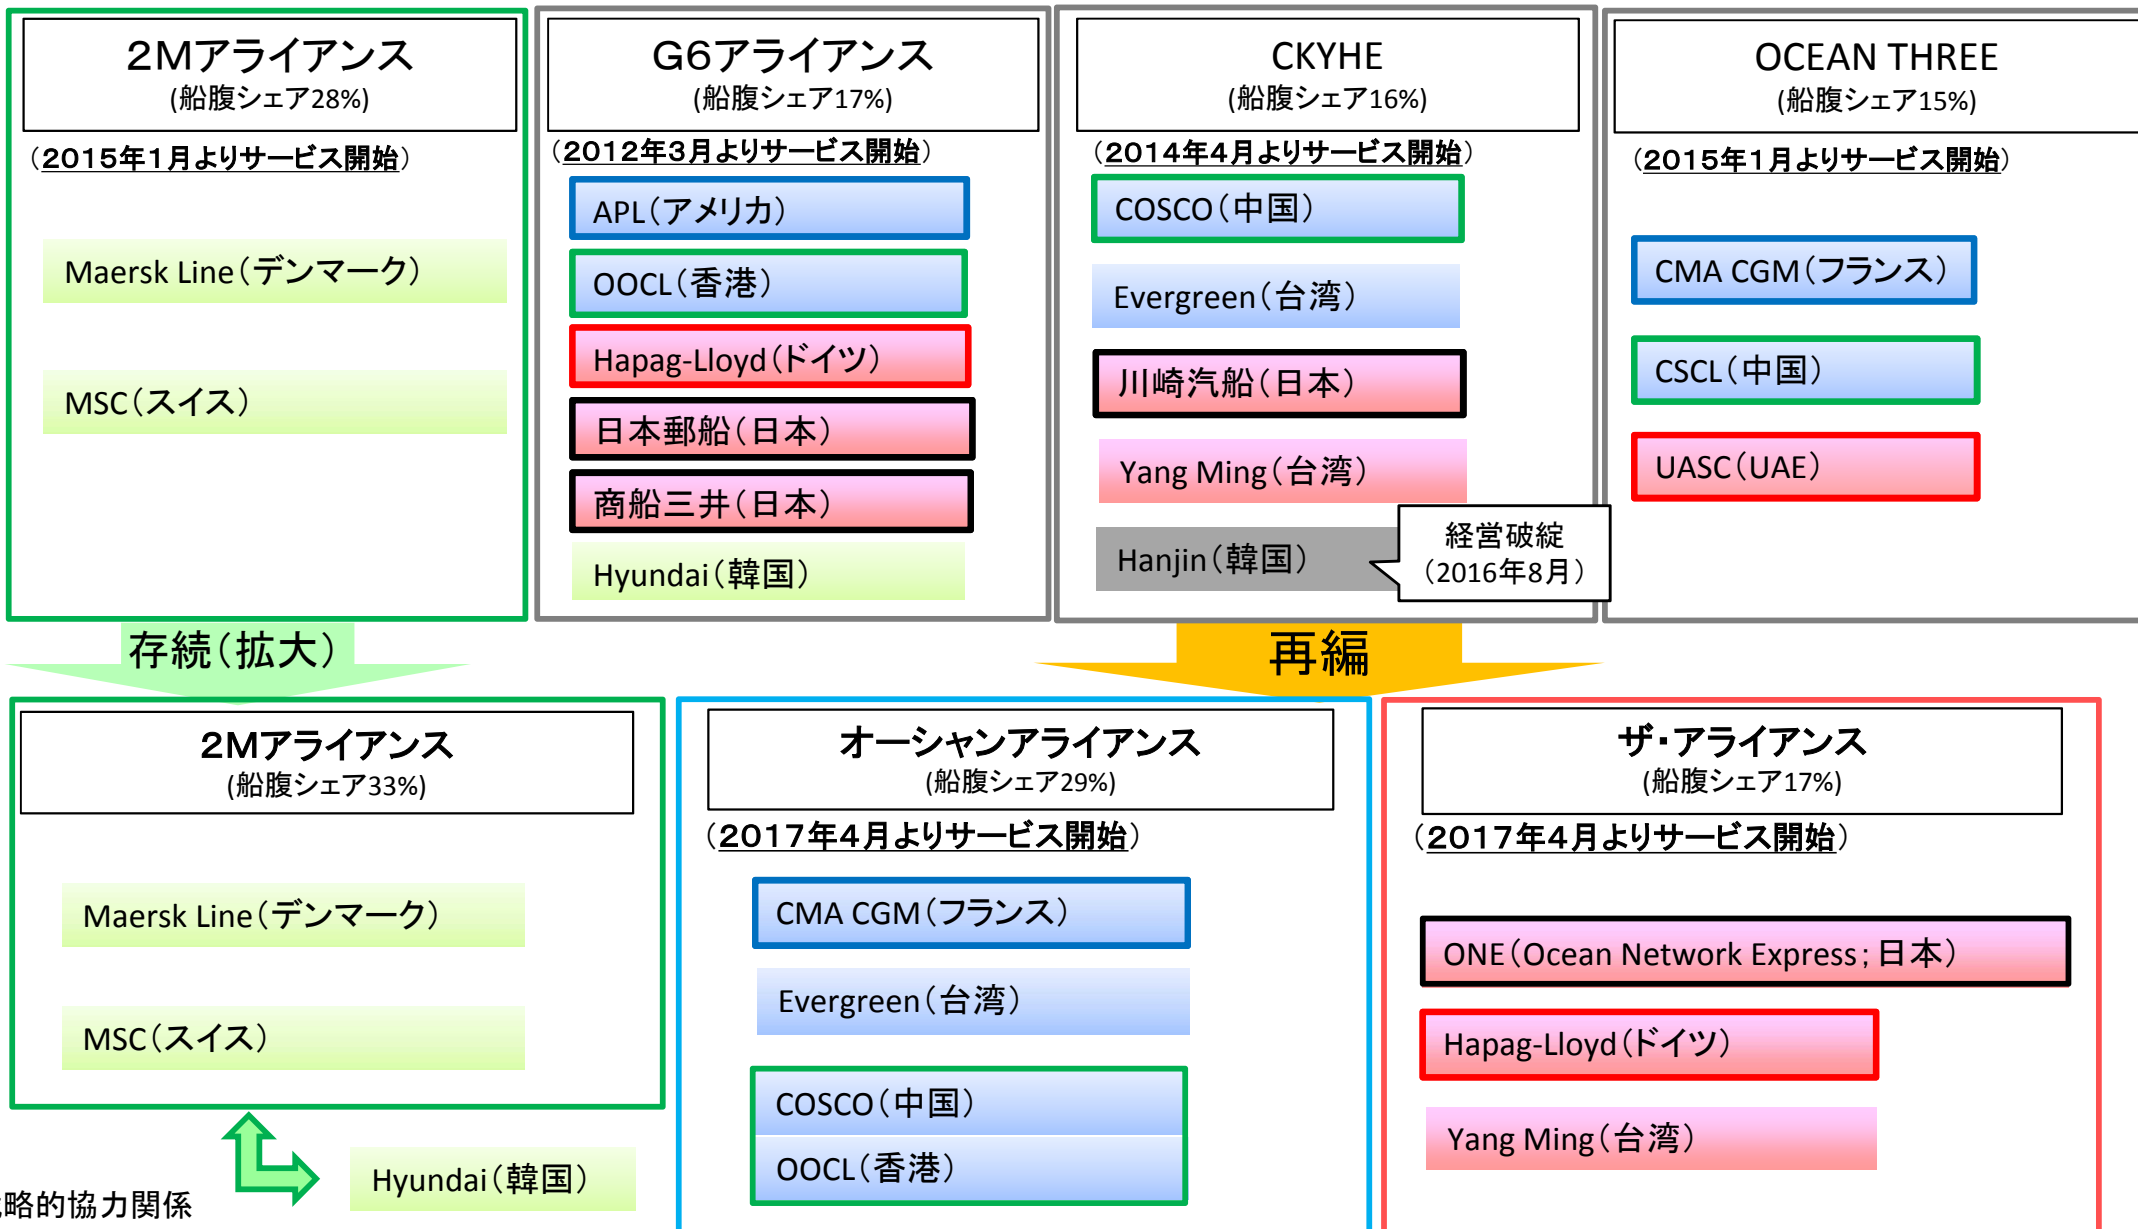 2Mアライアンス
(船腹シェア28%)
(2015年1月よりサービス開始)
Maersk Line(デンマーク)
MSC(スイス)
G6アライアンス
(船腹シェア17%)
(2012年3月よりサービス開始)
APL(アメリカ)
OOCL(香港)
Hapag-Lloyd(ドイツ)
日本郵船(日本)
商船三井(日本)
Hyundai(韓国)
CKYHE
(船腹シェア16%)
(2014年4月よりサービス開始)
COSCO(中国)
Evergreen(台湾)
川崎汽船(日本)
Yang Ming(台湾)
Hanjin(韓国)
経営破綻
(2016年8月)
OCEAN THREE
(船腹シェア15%)
(2015年1月よりサービス開始)
CMA CGM(フランス)
CSCL(中国)
UASC(UAE)
存続(拡大)
再編
2Mアライアンス
(船腹シェア33%)
Maersk Line(デンマーク)
MSC(スイス)
Hyundai(韓国)
略的協力関係
オーシャンアライアンス
(船腹シェア29%)
(2017年4月よりサービス開始)
CMA CGM(フランス)
Evergreen(台湾)
COSCO(中国)
OOCL(香港)
ザ・アライアンス
(船腹シェア17%)
(2017年4月よりサービス開始)
ONE(Ocean Network Express;日本)
Hapag-Lloyd(ドイツ)
Yang Ming(台湾)